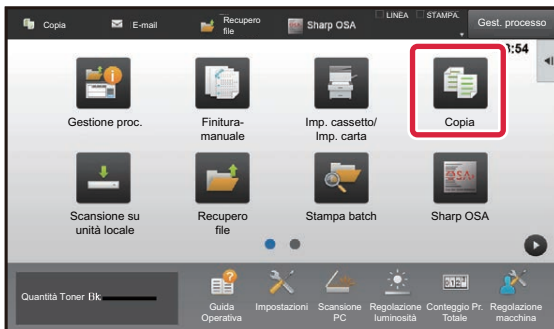 Copia
E-mail
Recupero
file
Sharp OSA
LINEA
STAMPA.
Gest. processo
:54
Gestione proc.
Finitura-
manuale
Imp. cassetto/
Imp. carta
Copia
Scansione su
unità locale
Recupero
file
Stampa batch
Sharp OSA
Quantità Toner Bk
Guida
Operativa
Impostazioni
Scansione
PC
Regolazione
luminosità
Conteggio Pr.
Totale
Regolazione
macchina